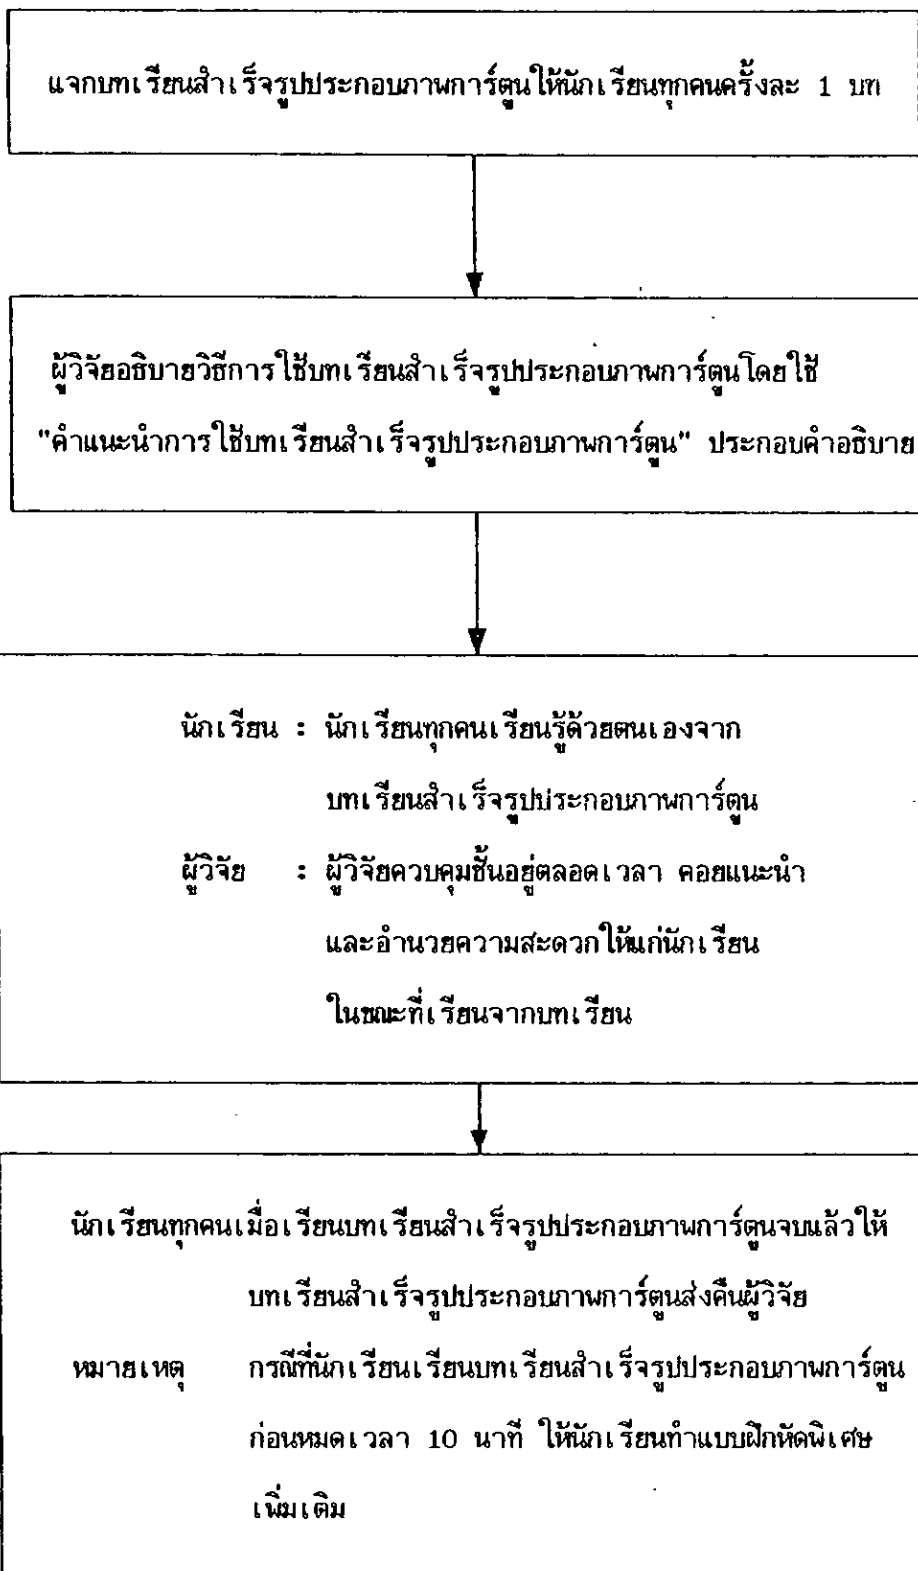 แจกบทเรียนสำเร็จรูปประกอบภาพการ์ตูนให้นักเรียนทุกคนครั้งละ 1 บท
ผู้วิจัยอธิบายวิธีการใช้บทเรียนสำเร็จรูปประกอบภาพการ์ตูนโดยใช้
"คำแนะนำการใช้บทเรียนสำเร็จรูปประกอบภาพการ์ตูน" ประกอบคำอธิบาย
นักเรียน : นักเรียนทุกคนเรียนรู้ด้วยตนเองจาก
บทเรียนสำเร็จรูปประกอบภาพการ์ตูน
ผู้วิจัย : ผู้วิจัยควบคุมชั้นอยู่ตลอดเวลา คอยแนะนำ
และอำนวยความสะดวกให้แก่นักเรียน
ในขณะที่เรียนจากบทเรียน
นักเรียนทุกคนเมื่อเรียนบทเรียนสำเร็จรูปประกอบภาพการ์ตูนจบแล้วให้
บทเรียนสำเร็จรูปประกอบภาพการ์ตูนส่งคืนผู้วิจัย
หมายเหตุ กรณีที่นักเรียนเรียนบทเรียนสำเร็จรูปประกอบภาพการ์ตูน
ก่อนหมดเวลา 10 นาที ให้นักเรียนทำแบบฝึกหัดพิเศษ
เพิ่มเติม